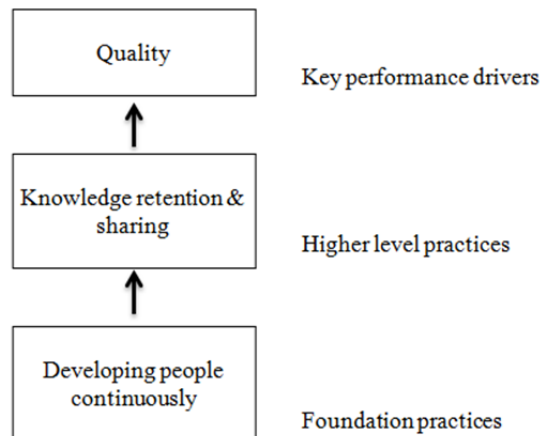 Quality
Key performance drivers
Knowledge retention &
sharing
Higher level practices
Developing people
continuously
Foundation practices